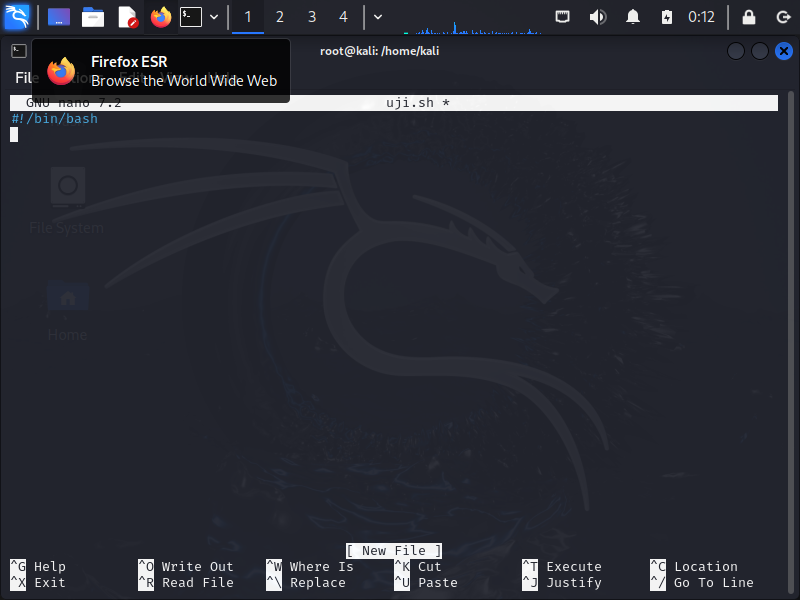 1 2 3 4 0:12
root@kali: /home/kali
Firefox ESR
Browse the World Wide Web
File Edit
GNU nano 7.2 uji.sh *
#!/bin/bash
File System
Home
[ New File ]
^G Help ^O Write Out ^W Where Is ^K Cut ^T Execute ^C Location
^X Exit ^R Read File ^\ Replace ^U Paste ^J Justify ^/ Go To Line